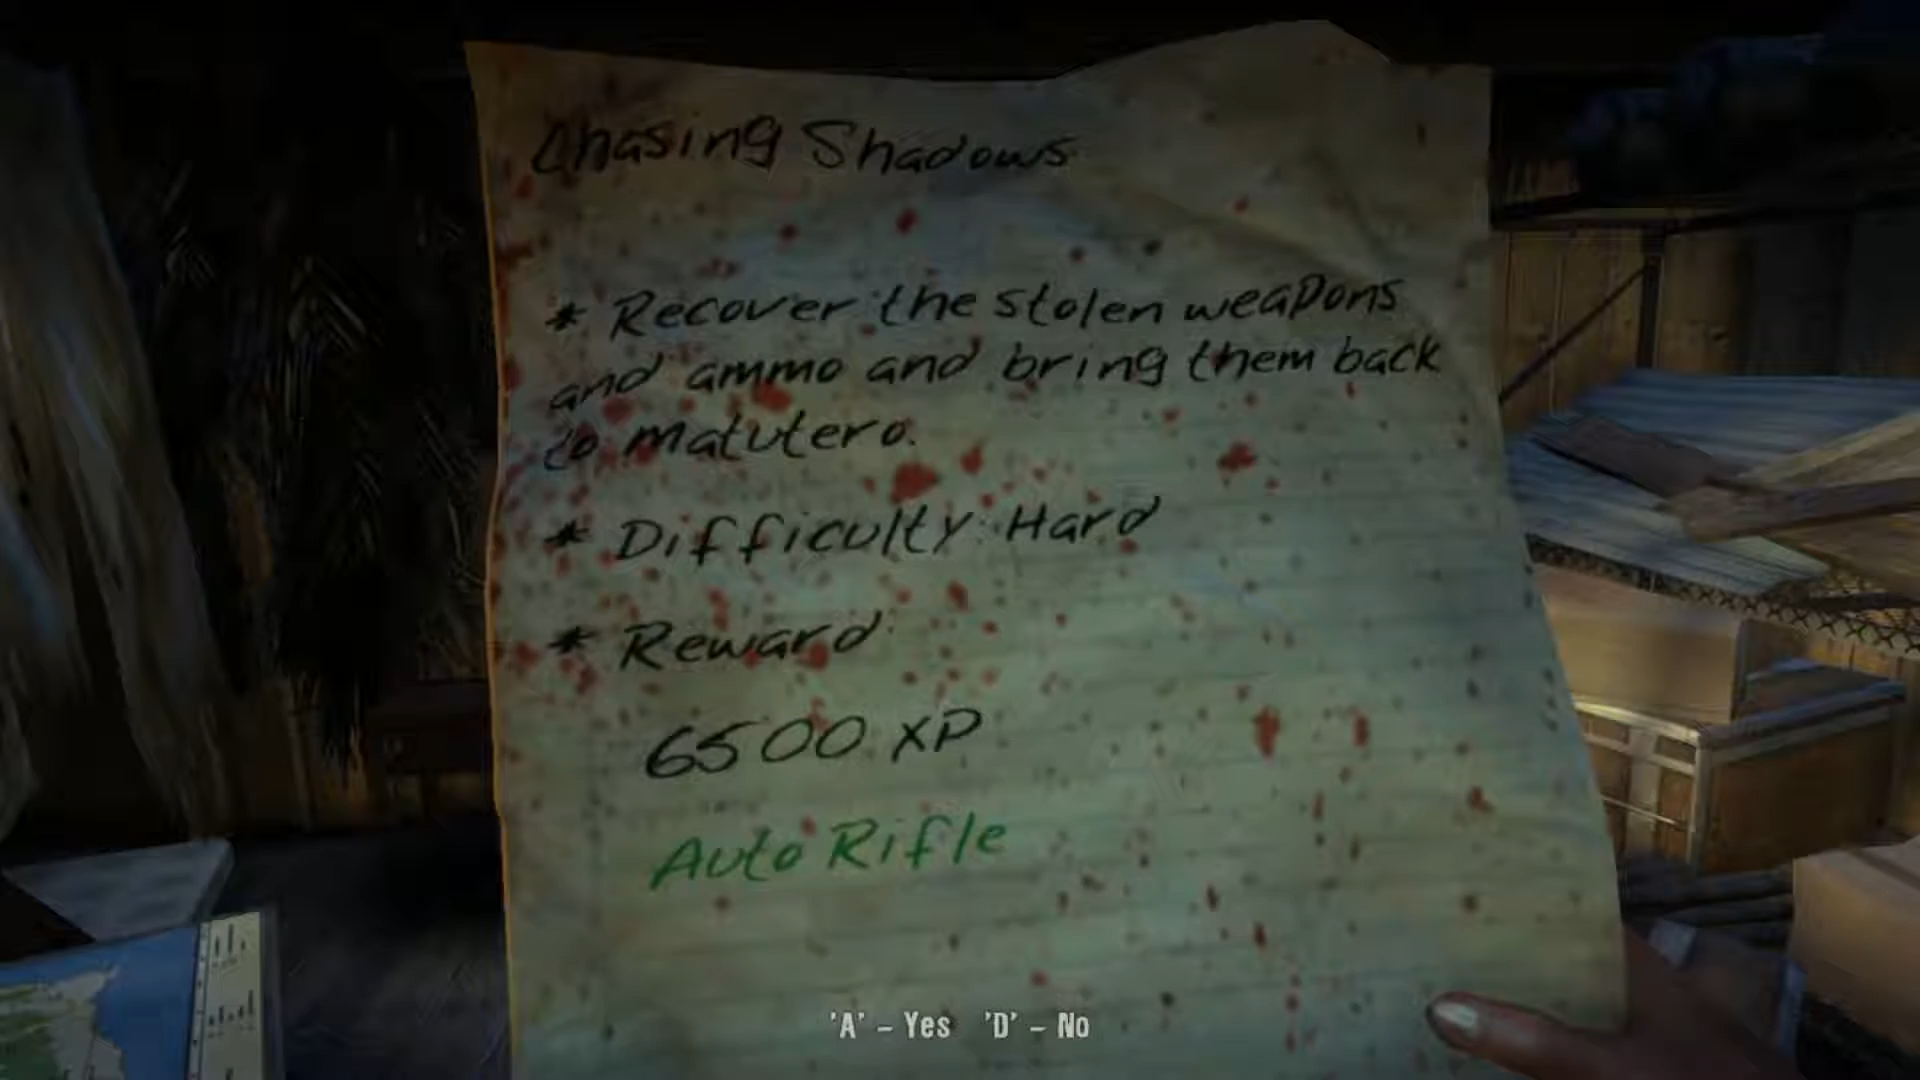 Chasing Shadows
* Recover the stolen weapons
and ammo and bring them back
to Matutero.
* Difficulty: Hard
* Reward
6500 XP
Auto Rifle
'A' - Yes 'D' - No